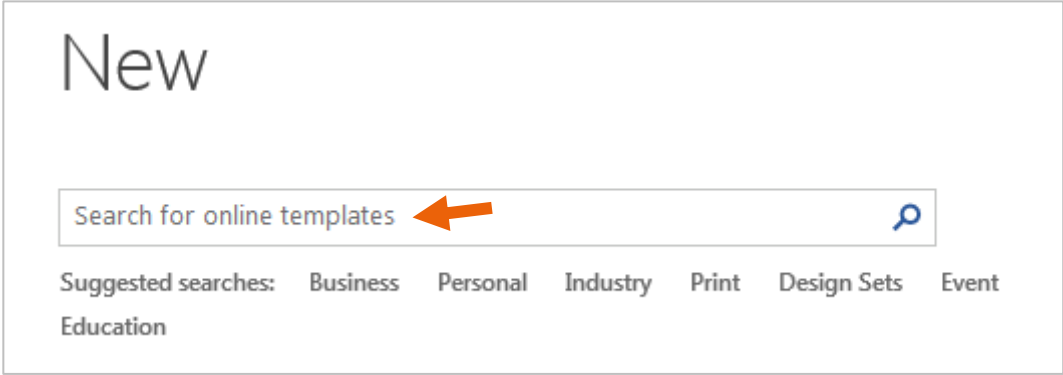 New
Search for online templates
Suggested searches: Business Personal Industry Print Design Sets Event
Education